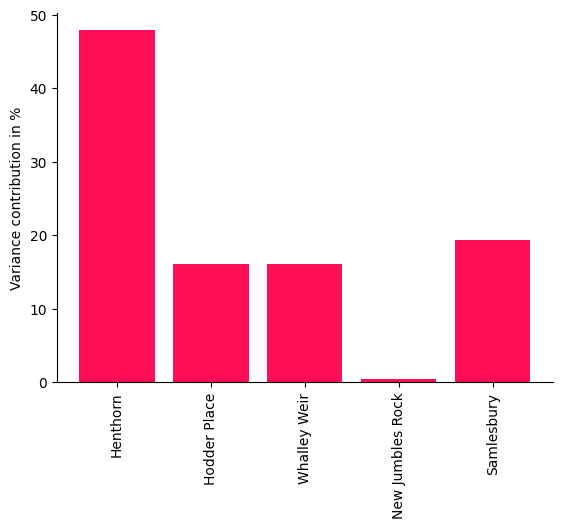 Variance contribution in %
50
40
30
20
10
0
Henthorn
Hodder Place
Whalley Weir
New Jumbles Rock
Samlesbury